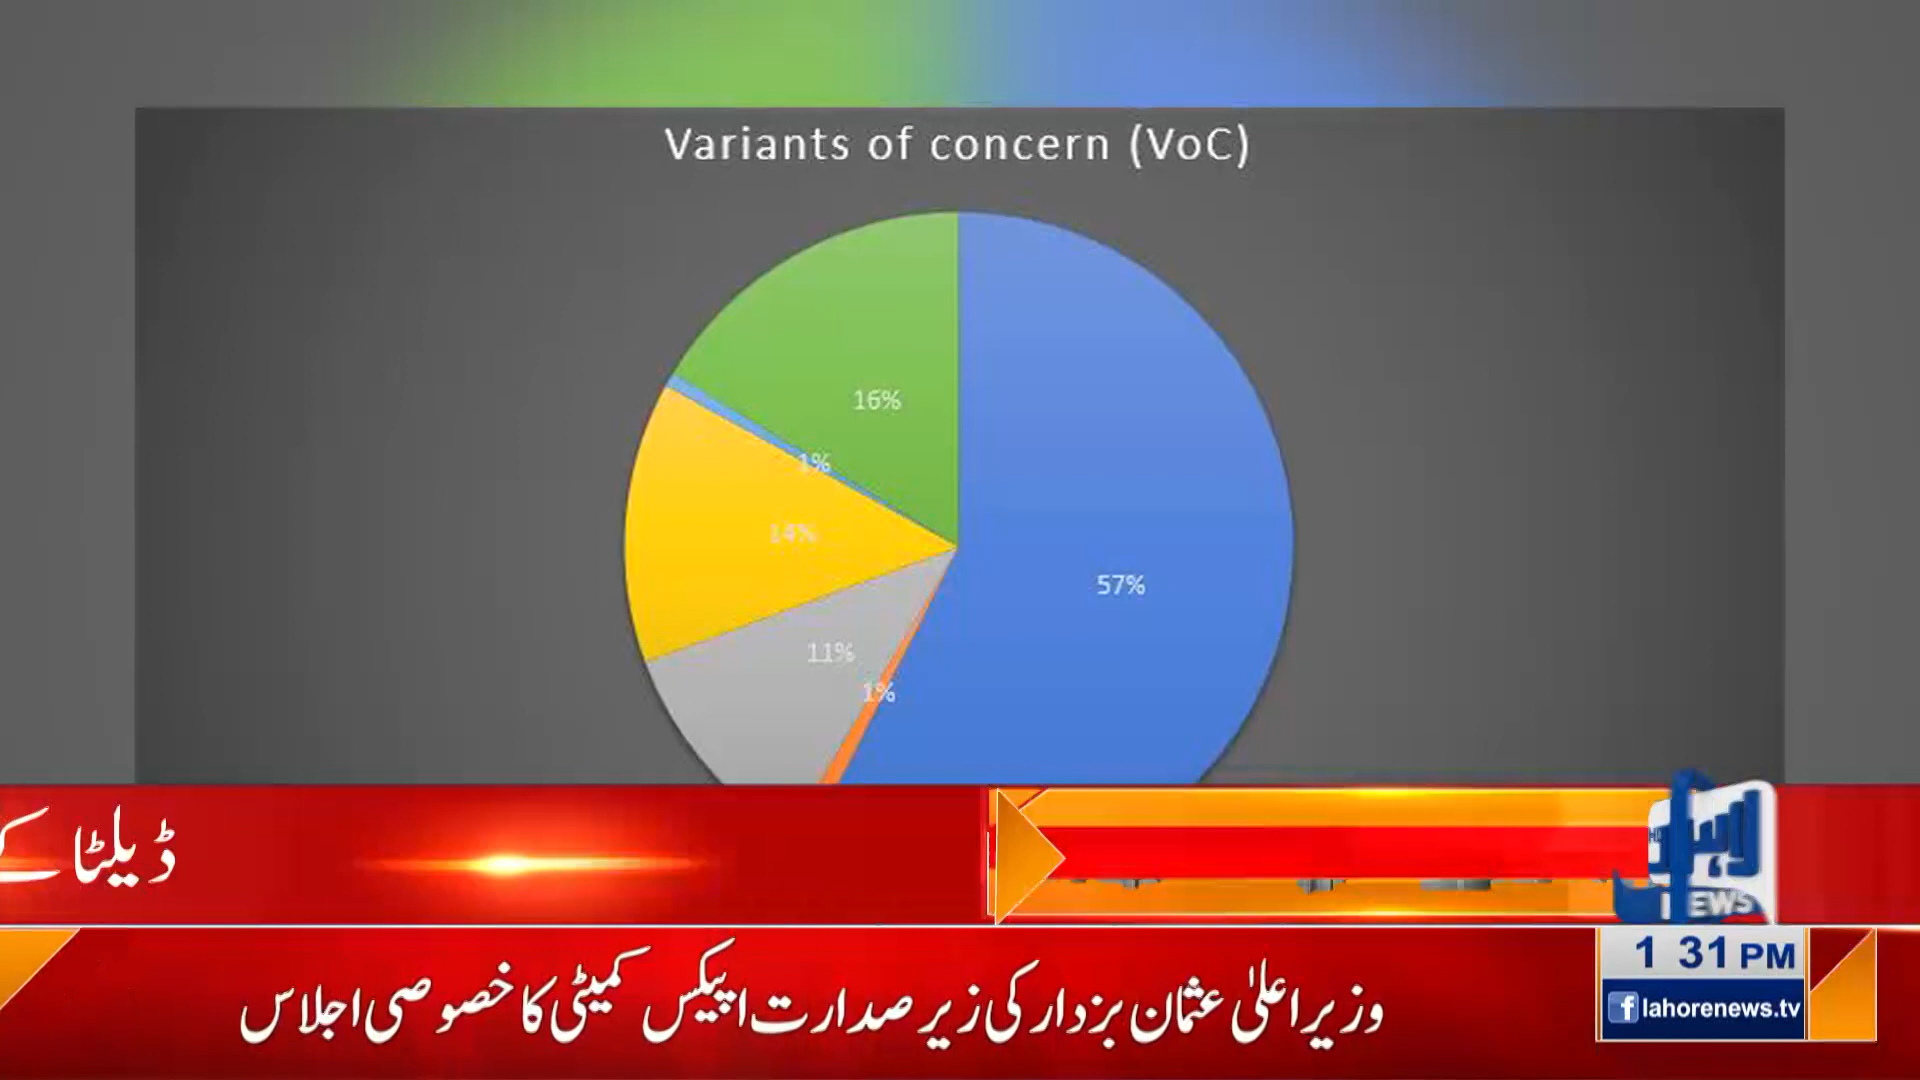 Variants of concern (VoC)
16%
1%
14%
57%
11%
1%
ڈیلٹا کے
NEWS
1 31 PM
وزیراعلیٰ عثمان بزدار کی زیر صدارت اپیکس کمیٹی کا خصوصی اجلاس
lahorenews.tv